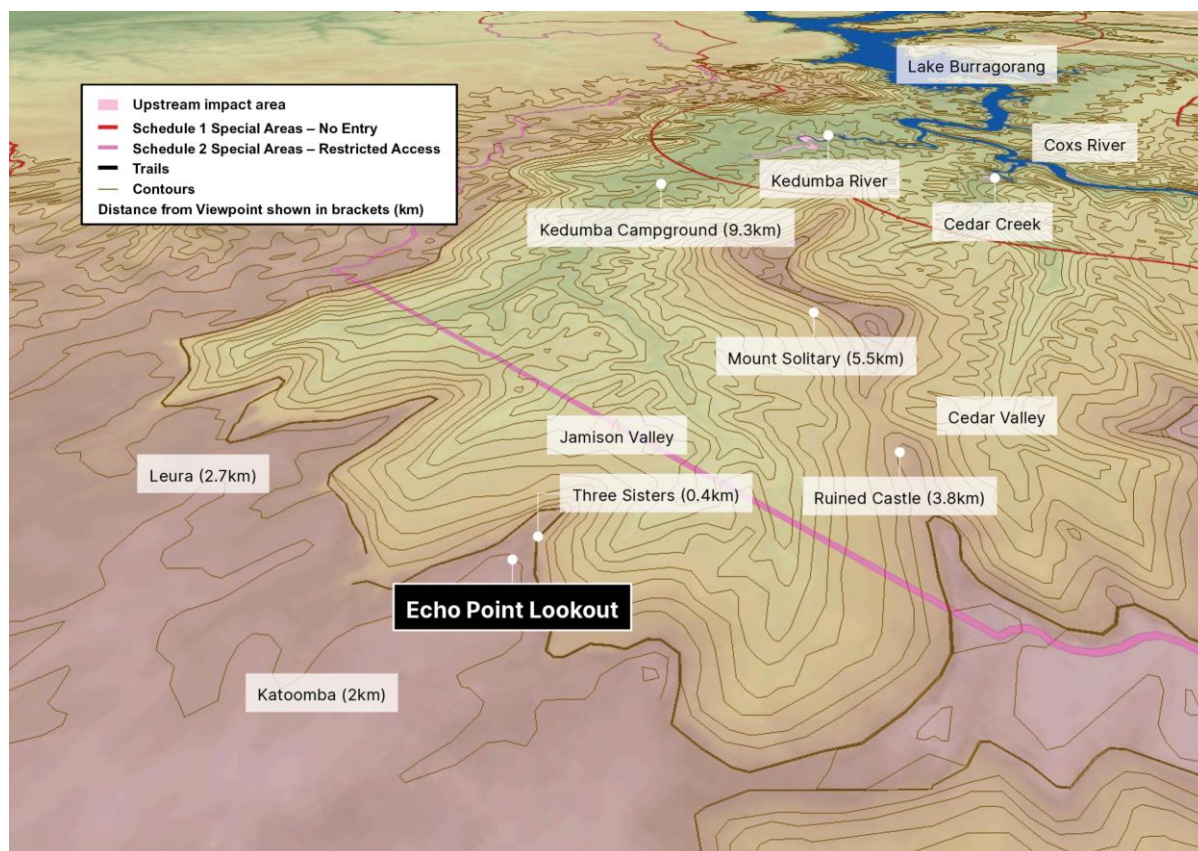 Lake Burragorang
Upstream impact area
Schedule 1 Special Areas – No Entry
Schedule 2 Special Areas – Restricted Access
Trails
Contours
Distance from Viewpoint shown in brackets (km)
Coxs River
Kedumba River
Kedumba Campground (9.3km)
Cedar Creek
Mount Solitary (5.5km)
Cedar Valley
Jamison Valley
Leura (2.7km)
Three Sisters (0.4km)
Ruined Castle (3.8km)
Echo Point Lookout
Katoomba (2km)